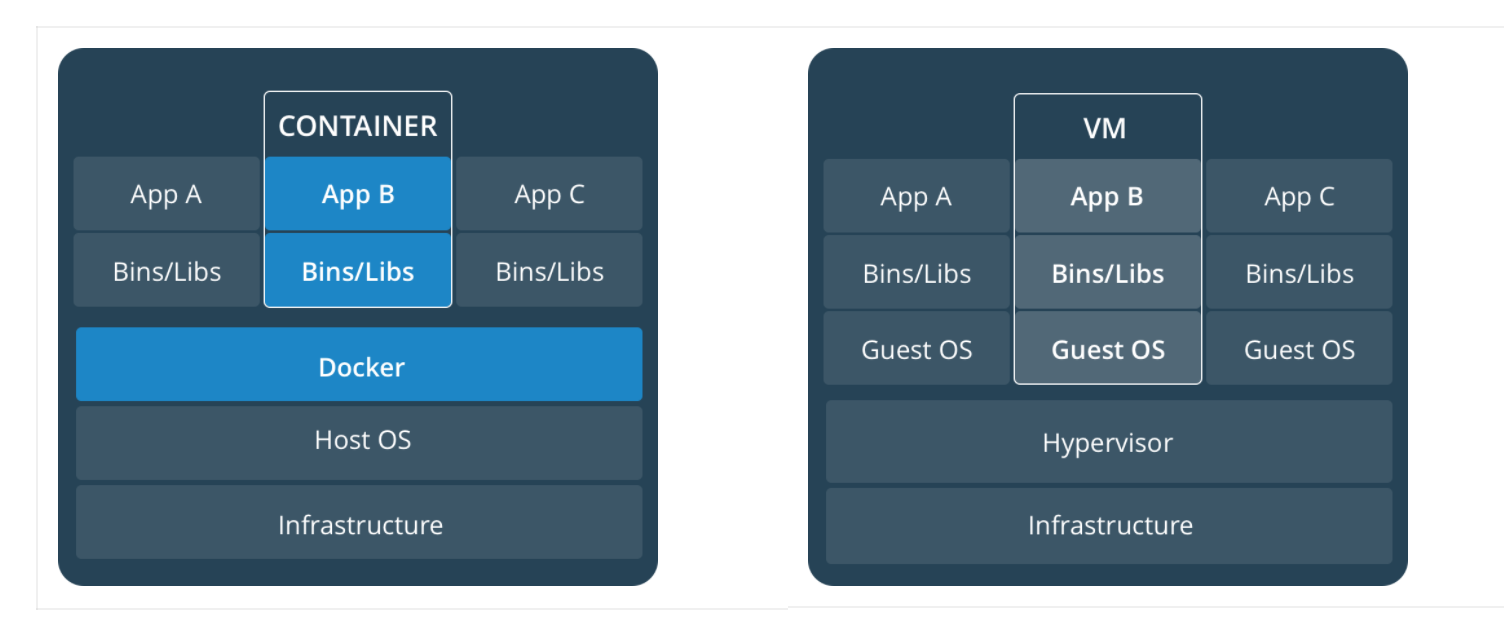 CONTAINER
App A App B App C
Bins/Libs Bins/Libs Bins/Libs
Docker
Host OS
Infrastructure
VM
App A App B App C
Bins/Libs Bins/Libs Bins/Libs
Guest OS Guest OS Guest OS
Hypervisor
Infrastructure